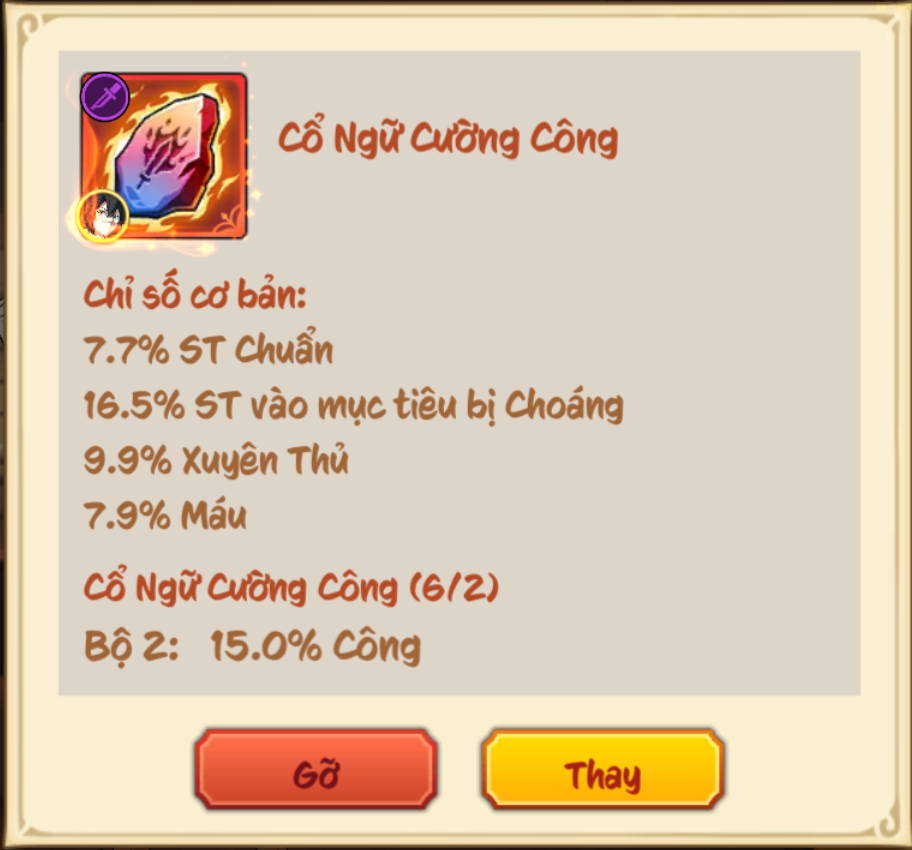 Cổ Ngữ Cường Công
Chỉ số cơ bản:
7.7% ST Chuẩn
16.5% ST vào mục tiêu bị Choáng
9.9% Xuyên Thủ
7.9% Máu
Cổ Ngữ Cường Công (6/2)
Bộ 2: 15.0% Công
Gỡ
Thay